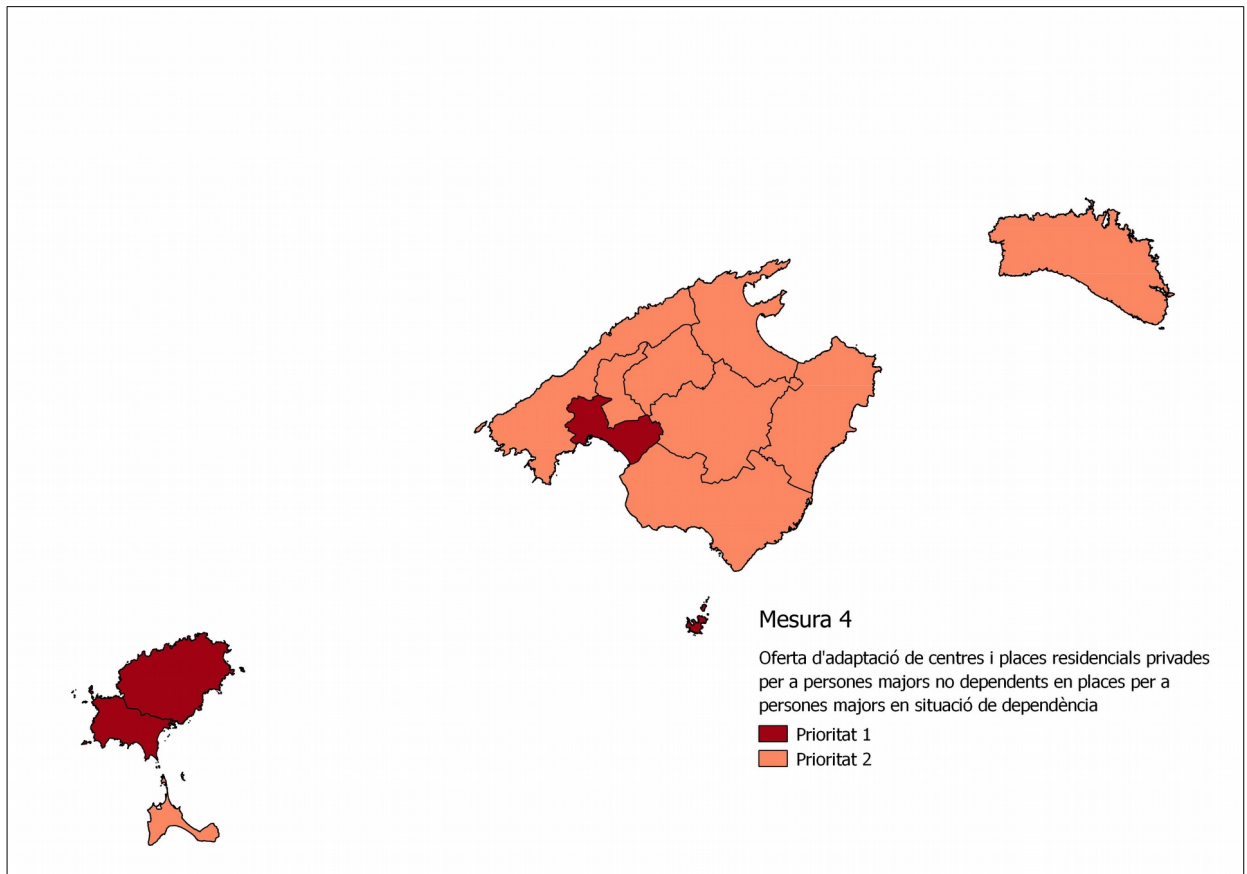 Mesura 4
Oferta d'adaptació de centres i places residencials privades
per a persones majors no dependents en places per a
persones majors en situació de dependència
Prioritat 1
Prioritat 2